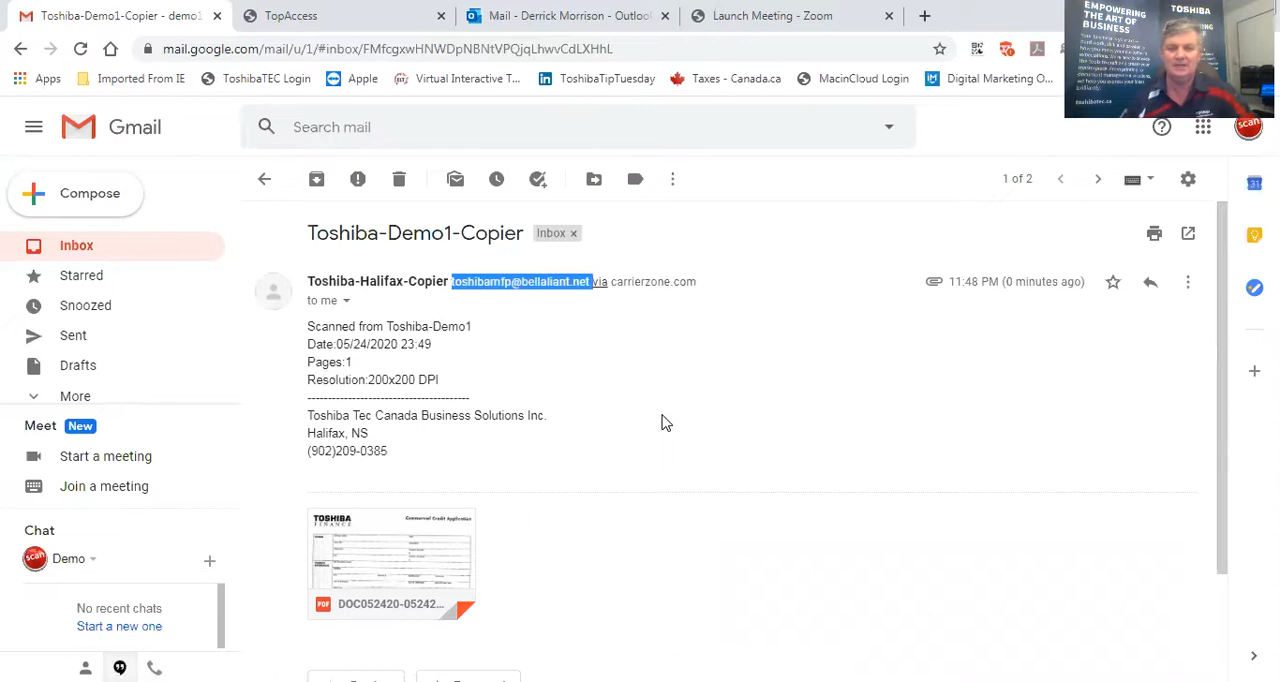 Toshiba-Demo1-Copier - demo1
TopAccess
Mail - Derrick Morrison - Outlook
Launch Meeting - Zoom
mail.google.com/mail/u/1/#inbox/FMfcgxwHNWDpNBNtVPQjqLhwvCdLXHhL
Apps
Imported From IE
ToshibaTEC Login
Apple
Virtual Interactive T...
ToshibaTipTuesday
Taxes - Canada.ca
MaimCloud Login
Digital Marketing O...
EMPOWERING
THE ART OF
BUSINESS
TOSHIBA
Gmail
Search mail
scan
Compose
1 of 2
31
Inbox
Starred
Snoozed
Sent
Drafts
More
Toshiba-Demo1-Copier
Inbox x
Toshiba-Halifax-Copier toshibamfp@bellaliant.net via carrierzone.com
11:48 PM (0 minutes ago)
to me
Scanned from Toshiba-Demo1
Date:05/24/2020 23:49
Pages:1
Resolution:200x200 DPI
----------------------------------------
Toshiba Tec Canada Business Solutions Inc.
Halifax, NS
(902)209-0385
Meet New
Start a meeting
Join a meeting
Chat
scan
Demo
No recent chats
Start a new one
TOSHIBA
FINANCE
Commercial Credit Application
PDF
DOC052420-05242...